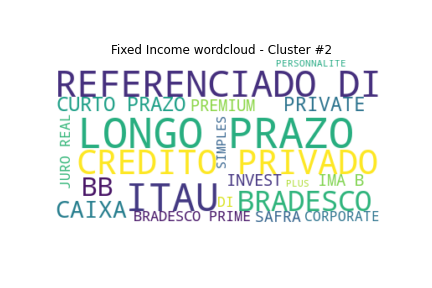 Fixed Income wordcloud - Cluster #2
PERSONNALITE
REFERENCIADO DI
CURTO PRAZO PREMIUM PRIVATE
JURO REAL
LONGO PRAZO
SIMPLES
CREDITO PRIVADO
BB ITAU INVEST PLUS IMA B
CAIXA DI BRADESCO
BRADESCO PRIME SAFRA CORPORATE